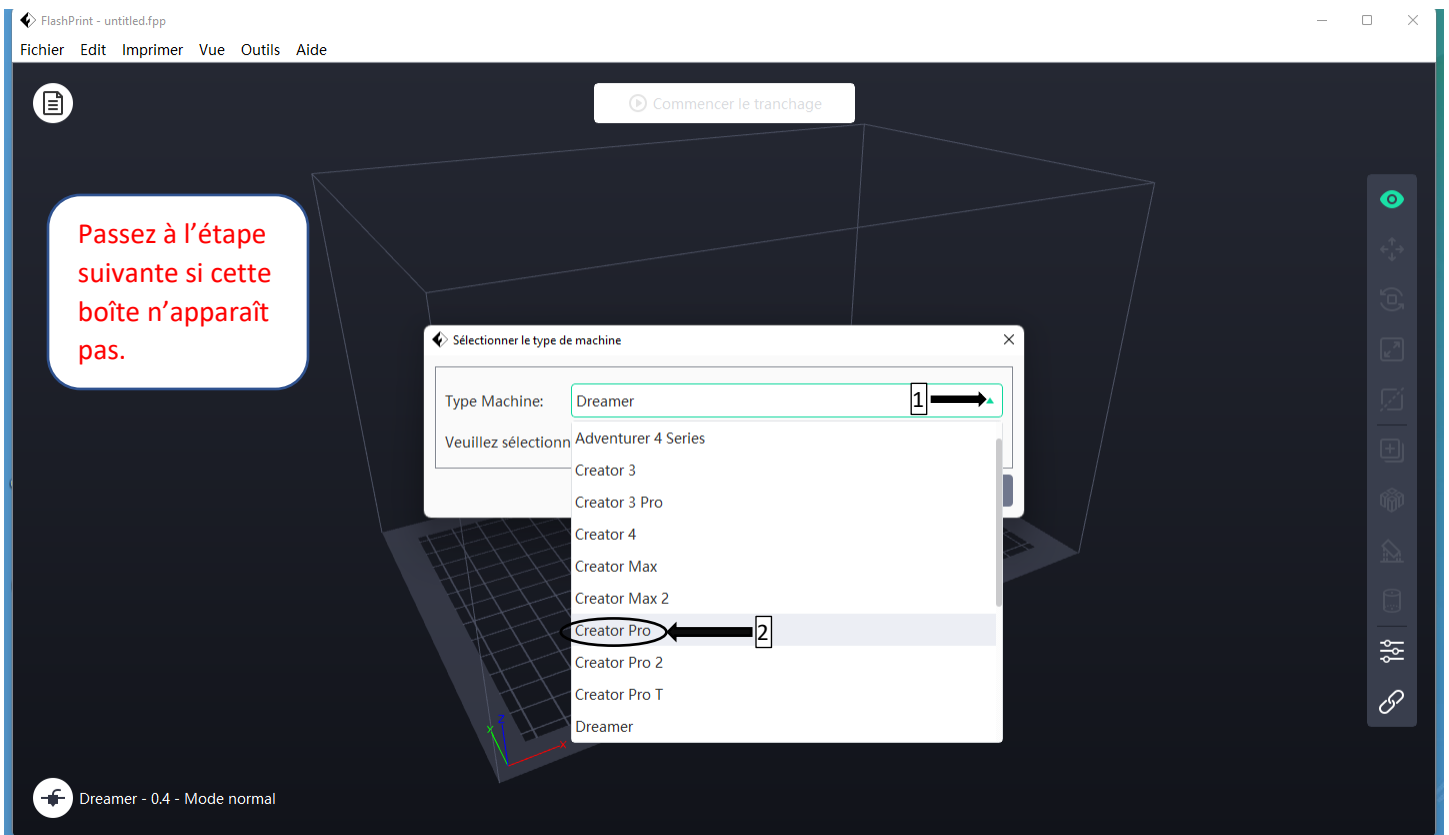 FlashPrint - untitled.fpp
Fichier Edit Imprimer Vue Outils Aide
Commencer le tranchage
Passez à l’étape
suivante si cette
boîte n’apparaît
pas.
Sélectionner le type de machine
Type Machine: Dreamer 1
Veuillez sélectionn
Adventurer 4 Series
Creator 3
Creator 3 Pro
Creator 4
Creator Max
Creator Max 2
Creator Pro 2
Creator Pro 2
Creator Pro T
Dreamer
Z
Y
X
Dreamer - 0.4 - Mode normal